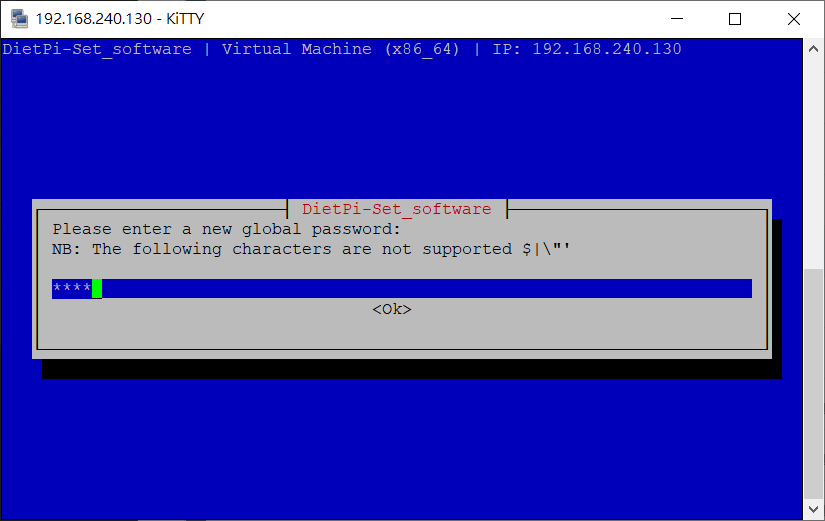 192.168.240.130 - KiTTY
DietPi-Set_software | Virtual Machine (x86_64) | IP: 192.168.240.130
DietPi-Set_software
Please enter a new global password:
NB: The following characters are not supported $|\"'
****
<Ok>